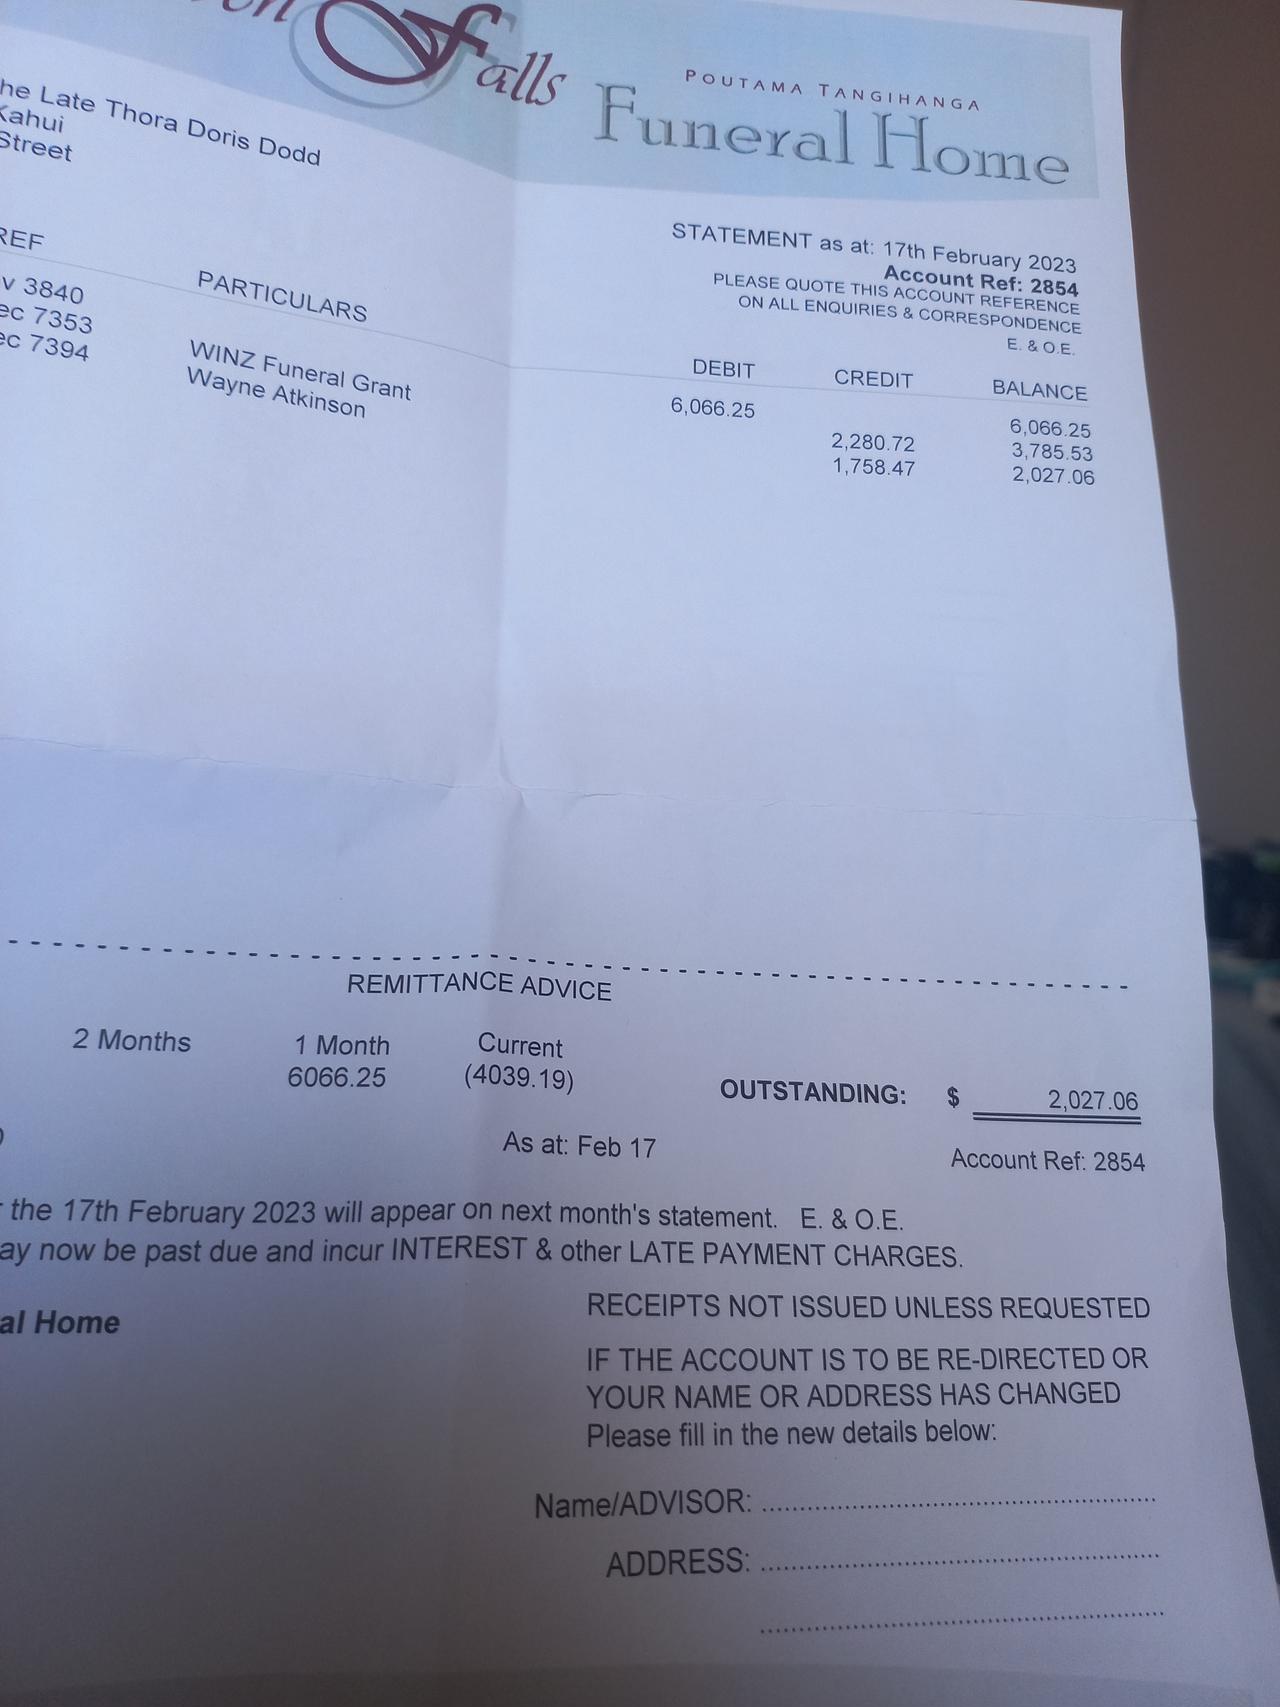 Falls
POUTAMA TANGIHANGA
Funeral Home
he Late Thora Doris Dodd
Kahui
Street
STATEMENT as at: 17th February 2023
Account Ref: 2854
PLEASE QUOTE THIS ACCOUNT REFERENCE
ON ALL ENQUIRIES & CORRESPONDENCE
E. & O.E.
REF PARTICULARS DEBIT CREDIT BALANCE
v 3840 6,066.25 6,066.25
ec 7353 WINZ Funeral Grant 2,280.72 3,785.53
ec 7394 Wayne Atkinson 1,758.47 2,027.06
REMITTANCE ADVICE
2 Months 1 Month Current
6066.25 (4039.19) OUTSTANDING: $ 2,027.06
As at: Feb 17 Account Ref: 2854
the 17th February 2023 will appear on next month's statement. E. & O.E.
ay now be past due and incur INTEREST & other LATE PAYMENT CHARGES.
al Home
RECEIPTS NOT ISSUED UNLESS REQUESTED
IF THE ACCOUNT IS TO BE RE-DIRECTED OR
YOUR NAME OR ADDRESS HAS CHANGED
Please fill in the new details below:
Name/ADVISOR:
ADDRESS: